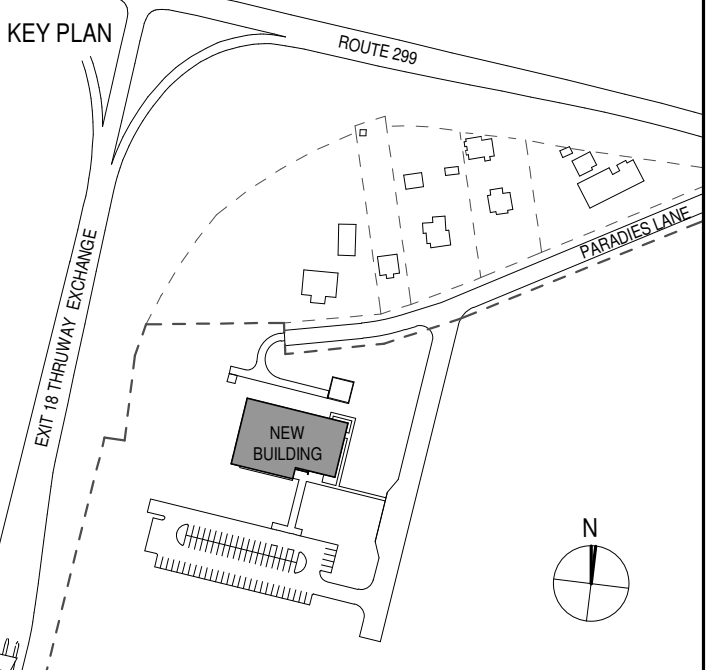 KEY PLAN
ROUTE 299
PARADIES LANE
EXIT 18 THRUWAY EXCHANGE
NEW
BUILDING
N